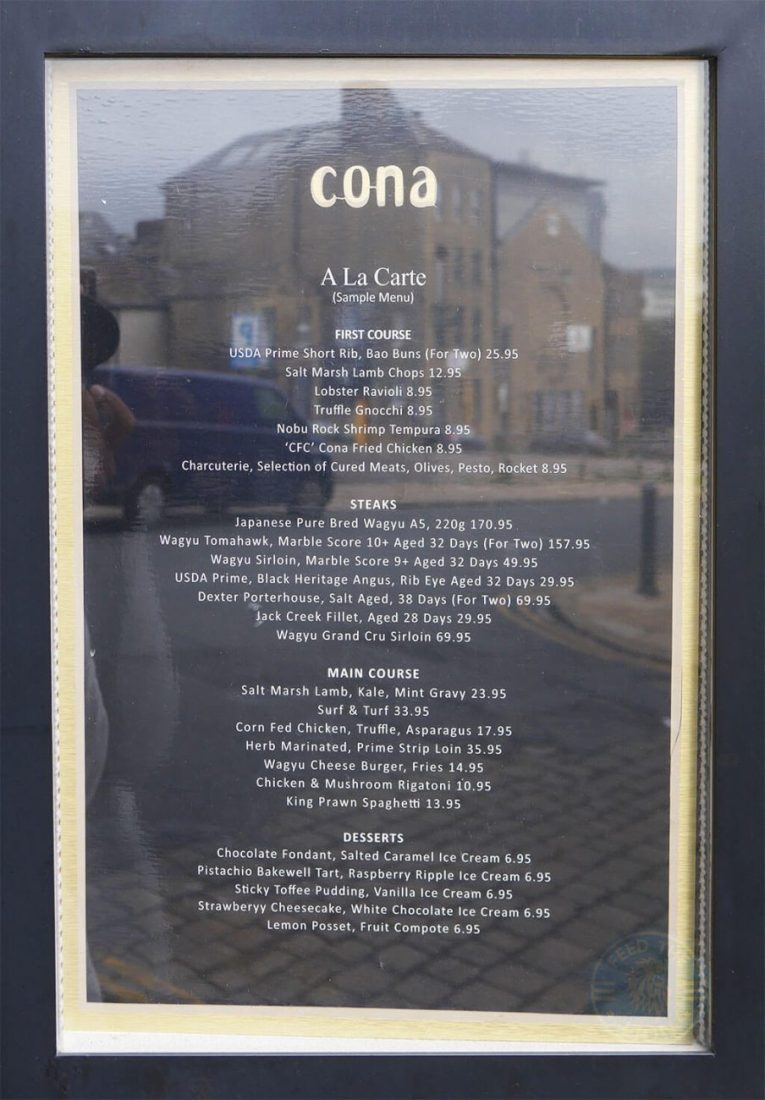 cona
A La Carte
(Sample Menu)
FIRST COURSE
USDA Prime Short Rib, Bao Buns (For Two) 25.95
Salt Marsh Lamb Chops 12.95
Lobster Ravioli 8.95
Truffle Gnocchi 8.95
Nobu Rock Shrimp Tempura 8.95
‘CFC’ Cona Fried Chicken 8.95
Charcuterie, Selection of Cured Meats, Olives, Pesto, Rocket 8.95
STEAKS
Japanese Pure Bred Wagyu A5, 220g 170.95
Wagyu Tomahawk, Marble Score 10+ Aged 32 Days (For Two) 157.95
Wagyu Sirloin, Marble Score 9+ Aged 32 Days 49.95
USDA Prime, Black Heritage Angus, Rib Eye Aged 32 Days 29.95
Dexter Porterhouse, Salt Aged, 38 Days (For Two) 69.95
Jack Creek Fillet, Aged 28 Days 29.95
Wagyu Grand Cru Sirloin 69.95
MAIN COURSE
Salt Marsh Lamb, Kale, Mint Gravy 23.95
Surf & Turf 33.95
Corn Fed Chicken, Truffle, Asparagus 17.95
Herb Marinated, Prime Strip Loin 35.95
Wagyu Cheese Burger, Fries 14.95
Chicken & Mushroom Rigatoni 10.95
King Prawn Spaghetti 13.95
DESSERTS
Chocolate Fondant, Salted Caramel Ice Cream 6.95
Pistachio Bakewell Tart, Raspberry Ripple Ice Cream 6.95
Sticky Toffee Pudding, Vanilla Ice Cream 6.95
Strawberyy Cheesecake, White Chocolate Ice Cream 6.95
Lemon Posset, Fruit Compote 6.95
FEED